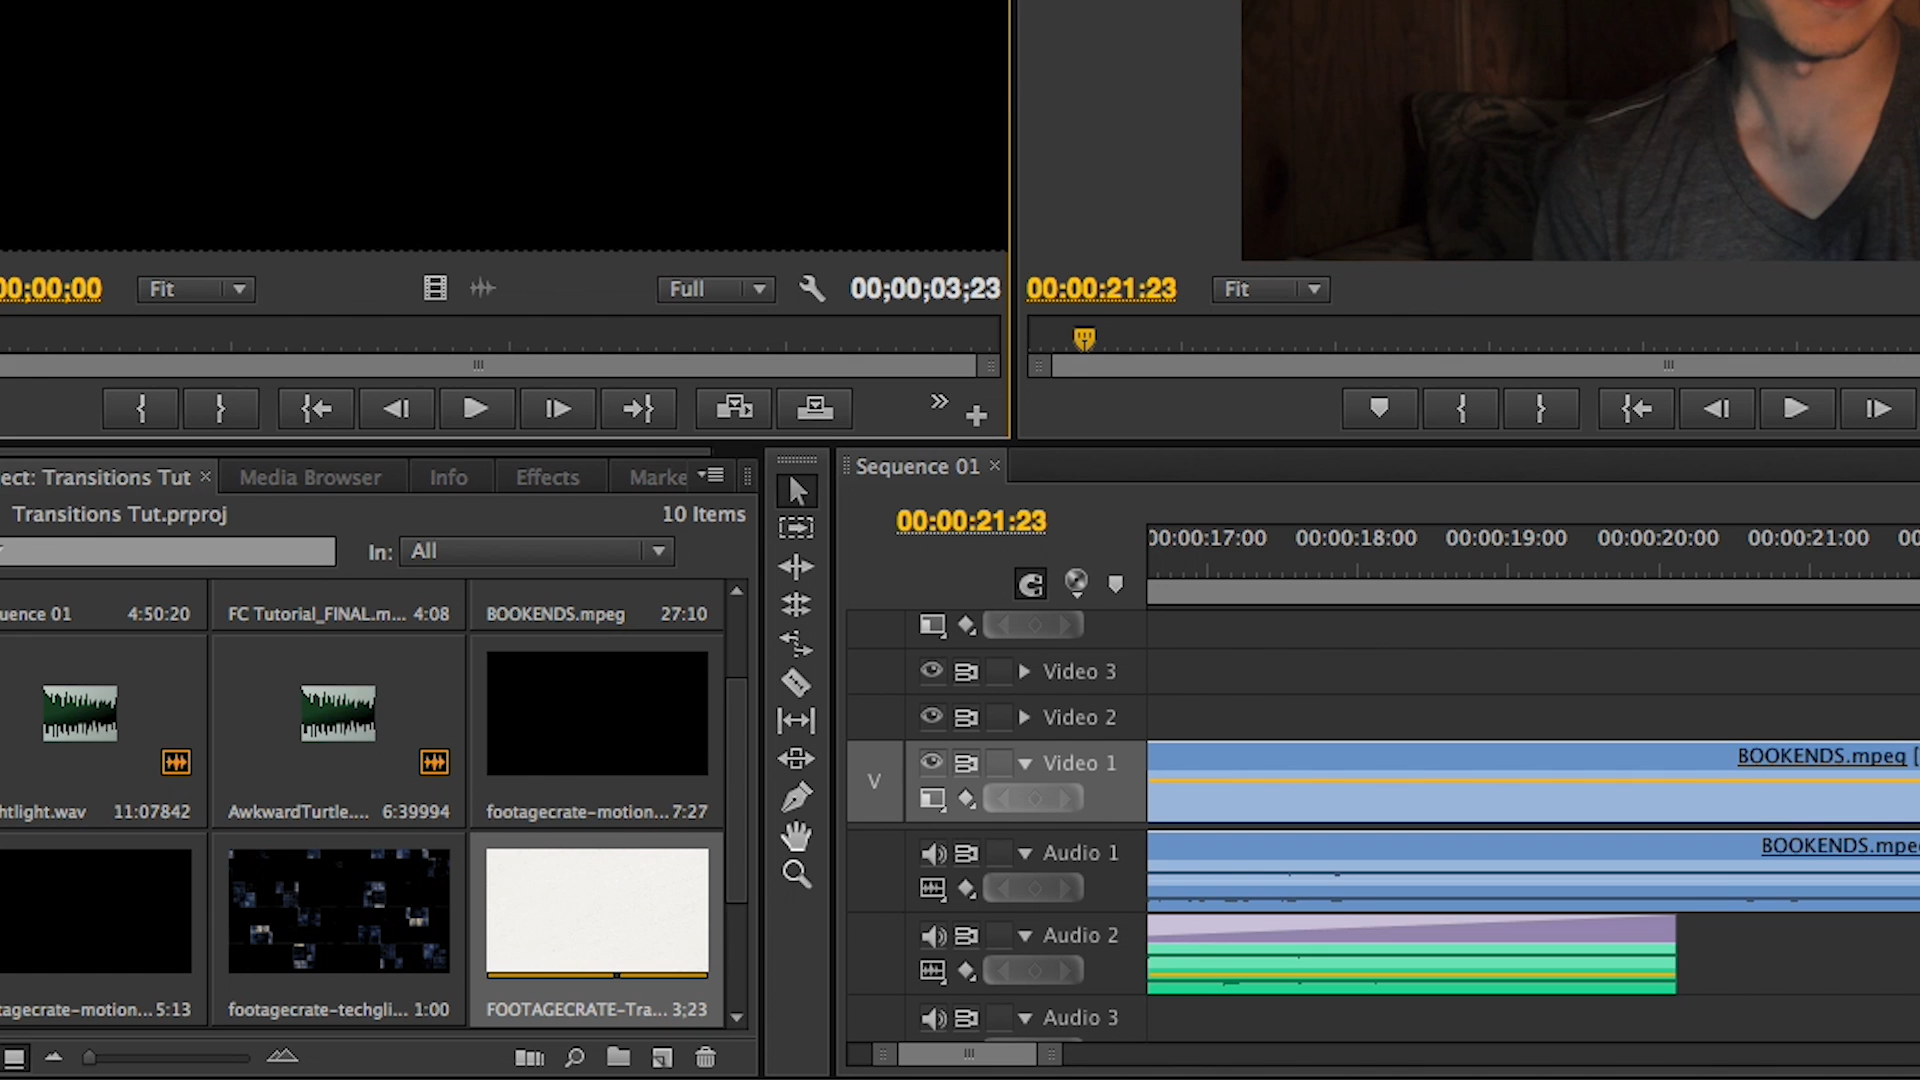 00;00;00 Fit Full 00;00;03;23
00:00:21:23 Fit
ect: Transitions Tut × Media Browser Info Effects Marke
Transitions Tut.prproj 10 Items
In: All
uence 01 4:50:20
FC Tutorial_FINAL.m... 4:08
BOOKENDS.mpeg 27:10
htlight.wav 11:07842
AwkwardTurtle.... 6:39994
footagecrate-motion... 7:27
tagecrate-motion... 5:13
footagecrate-techgli... 1:00
FOOTAGECRATE-Tra... 3;23
Sequence 01 ×
00:00:21:23
00:00:17:00 00:00:18:00 00:00:19:00 00:00:20:00 00:00:21:00 00
Video 3
Video 2
V Video 1
BOOKENDS.mpeg [
Audio 1
BOOKENDS.mpe
Audio 2
Audio 3